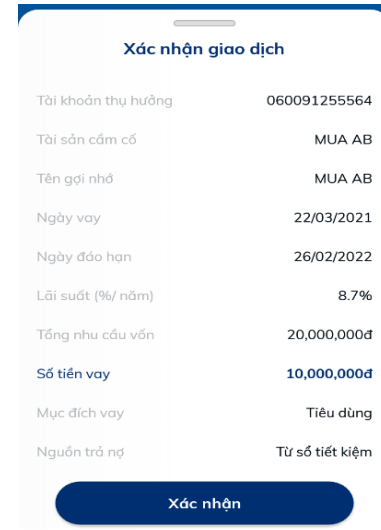 Xác nhận giao dịch
Tài khoản thụ hưởng 060091255564
Tài sản cầm cố MUA AB
Tên gợi nhớ MUA AB
Ngày vay 22/03/2021
Ngày đáo hạn 26/02/2022
Lãi suất (%/ năm) 8.7%
Tổng nhu cầu vốn 20,000,000đ
Số tiền vay 10,000,000đ
Mục đích vay Tiêu dùng
Nguồn trả nợ Từ sổ tiết kiệm
Xác nhận